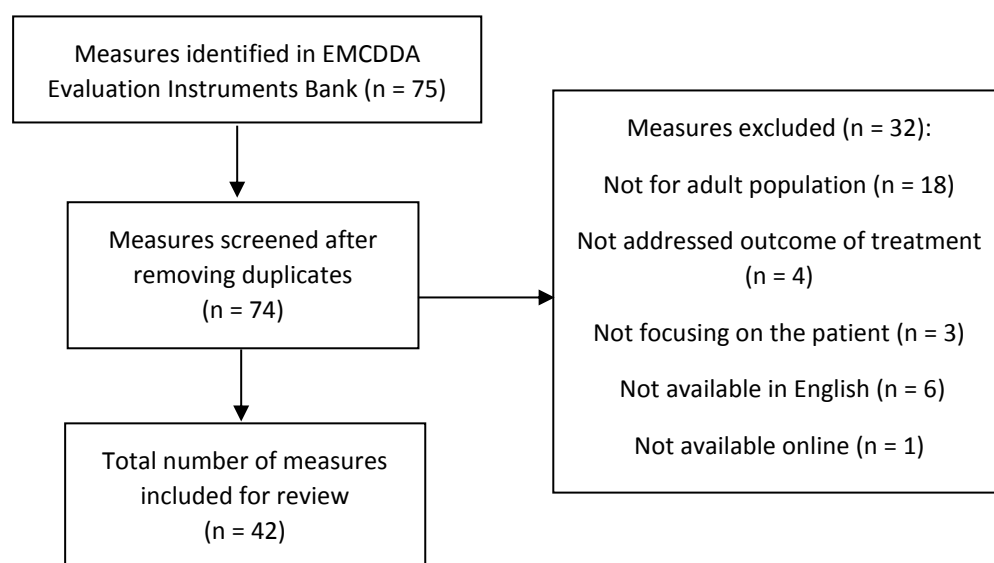 Measures identified in EMCDDA
Evaluation Instruments Bank (n = 75)
Measures screened after
removing duplicates
(n = 74)
Total number of measures
included for review
(n = 42)
Measures excluded (n = 32):
Not for adult population (n = 18)
Not addressed outcome of treatment
(n = 4)
Not focusing on the patient (n = 3)
Not available in English (n = 6)
Not available online (n = 1)